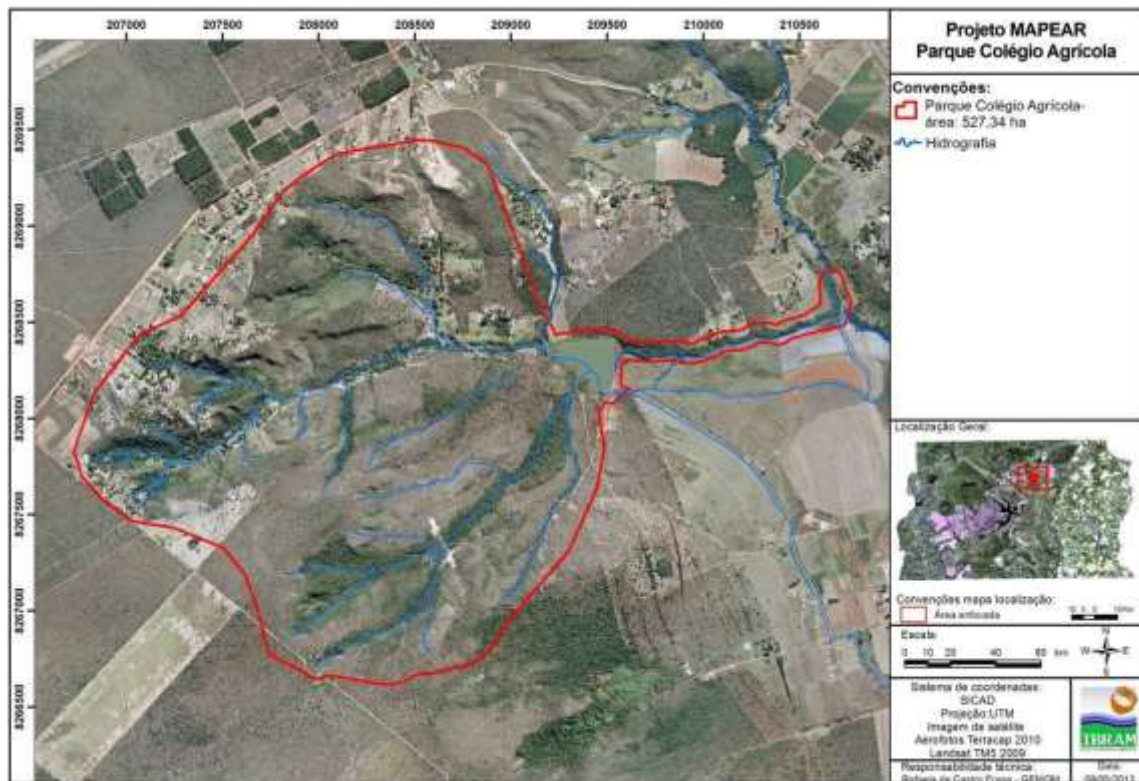 207000 207500 208000 208500 209000 209500 210000 210500
8269500
8269000
8268500
8268000
8267500
8267000
8266500
Projeto MAPEAR
Parque Colégio Agrícola
Convenções:
Parque Colégio Agrícola-
área: 527.34 ha
Hidrografia
Localização Geral:
Convenções mapa localização:
Área enfocada
Escala
0 10 20 40 60 km
N
W E
S
Sistema de coordenadas:
SICAD
Projeção:UTM
Imagem de satélite
Aerofotos Terracap 2010
Landsat TM5 2009
IBRAM
Responsabilidade técnica:
Data: